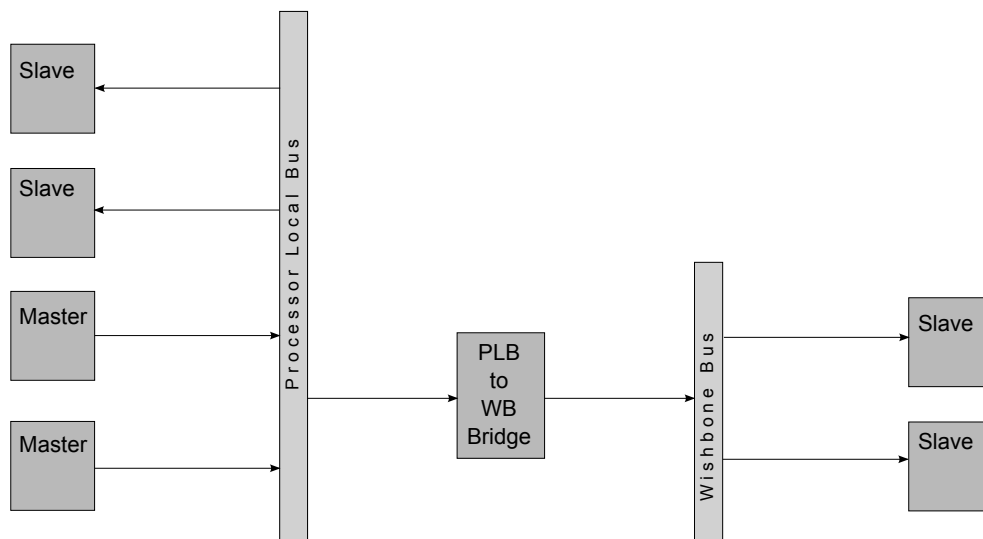 Slave
Slave
Master
Master
Processor Local Bus
PLB
to
WB
Bridge
Wishbone Bus
Slave
Slave